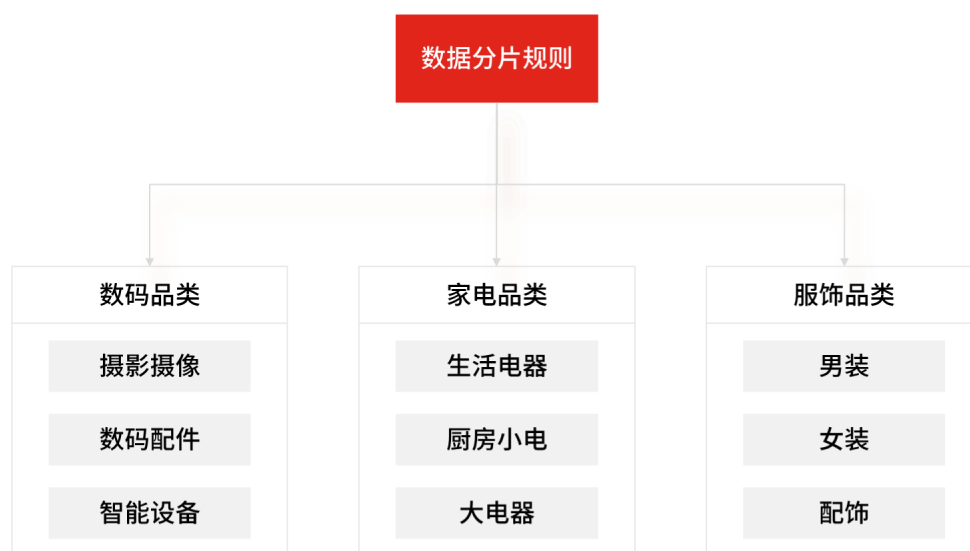 数据分片规则
数码品类
摄影摄像
数码配件
智能设备
家电品类
生活电器
厨房小电
大电器
服饰品类
男装
女装
配饰